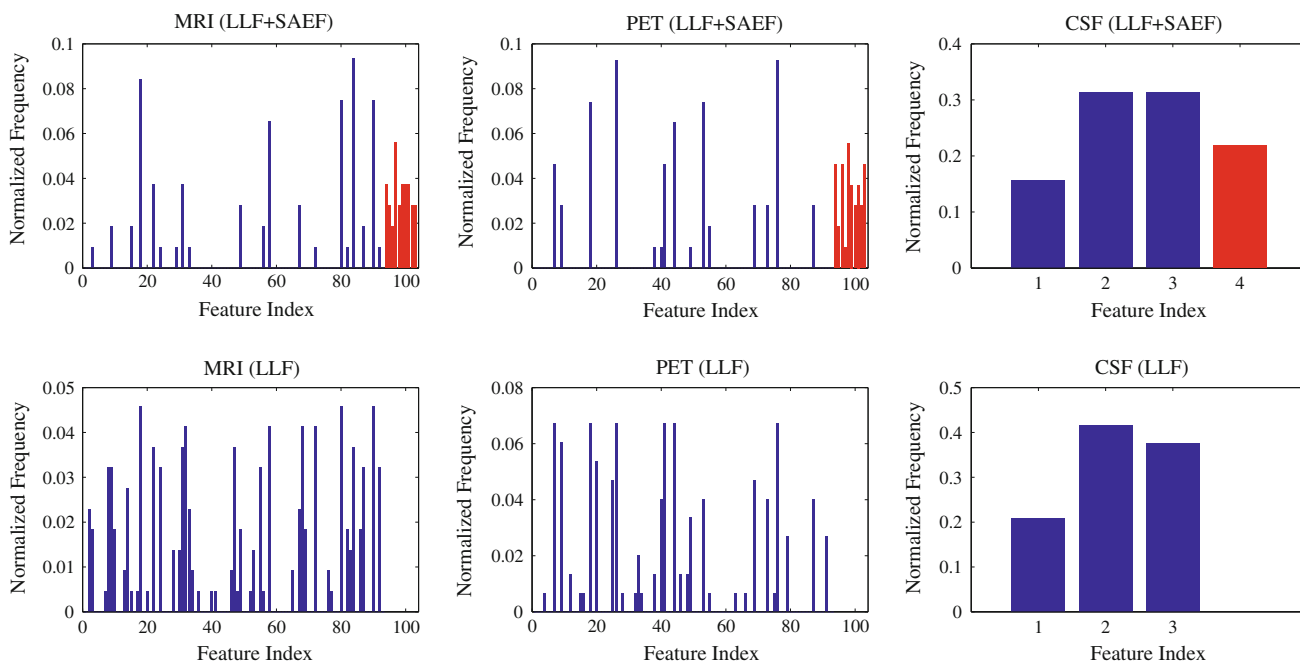 MRI (LLF+SAEF)
Normalized Frequency
0.1
0.08
0.06
0.04
0.02
0
0 20 40 60 80 100
Feature Index
PET (LLF+SAEF)
Normalized Frequency
0.1
0.08
0.06
0.04
0.02
0
0 20 40 60 80 100
Feature Index
CSF (LLF+SAEF)
Normalized Frequency
0.4
0.3
0.2
0.1
0
1 2 3 4
Feature Index
MRI (LLF)
Normalized Frequency
0.05
0.04
0.03
0.02
0.01
0
0 20 40 60 80 100
Feature Index
PET (LLF)
Normalized Frequency
0.08
0.06
0.04
0.02
0
0 20 40 60 80 100
Feature Index
CSF (LLF)
Normalized Frequency
0.5
0.4
0.3
0.2
0.1
0
1 2 3
Feature Index